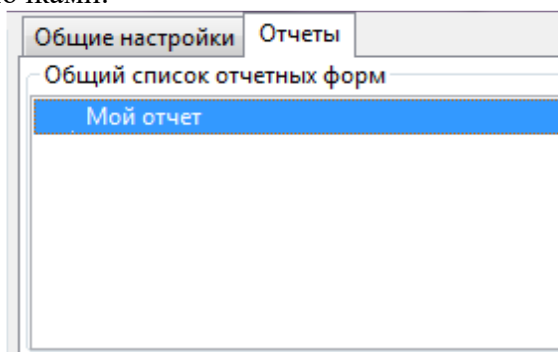 Общие настройки Отчеты
Общий список отчетных форм
Мой отчет